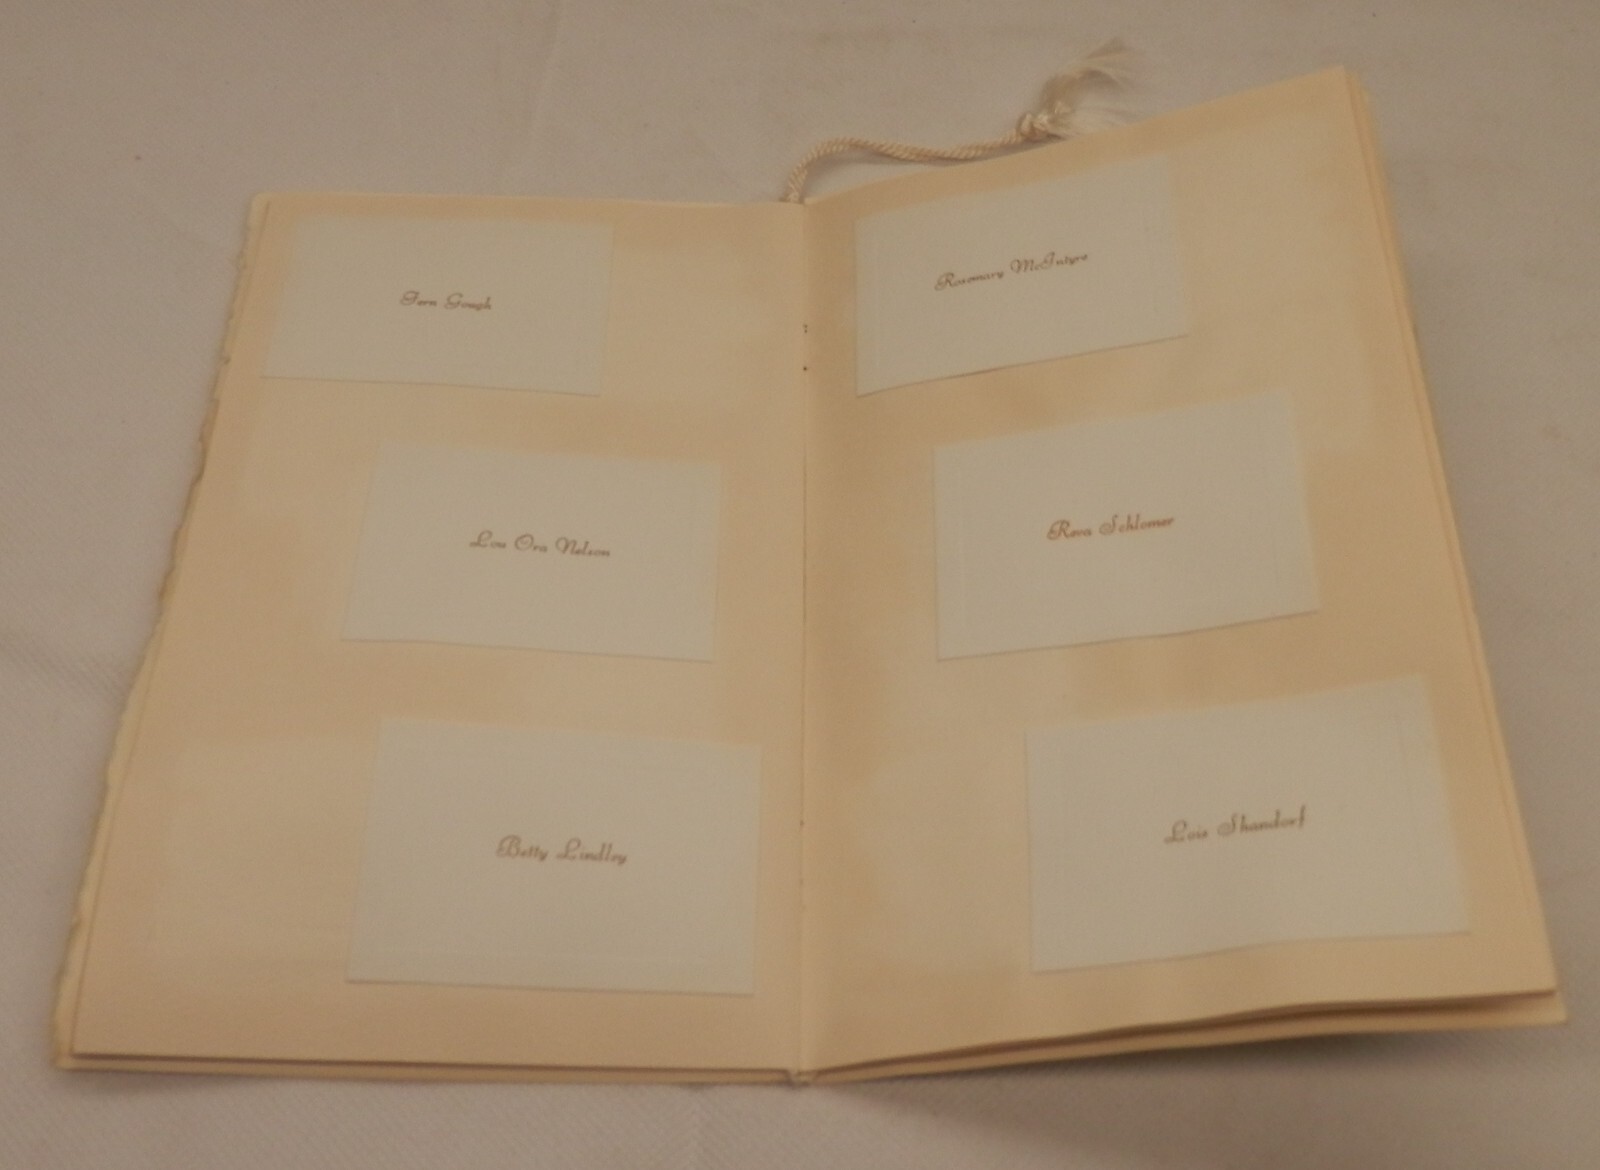 Fern Gough
Lou Ora Nelson
Betty Lindley
Rosemary McIntyre
Reva Schlomer
Lois Shandorf